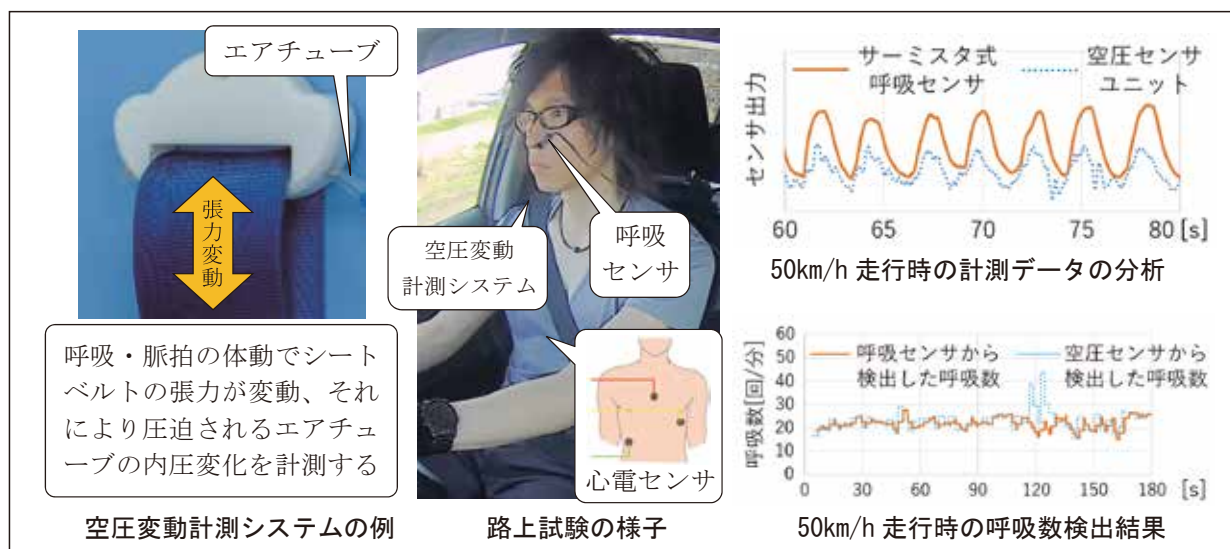 エアチューブ
張力変動
呼吸・脈拍の体動でシート
ベルトの張力が変動、それ
により圧迫されるエアチュ
ーブの内圧変化を計測する
空圧変動計測システムの例
空圧変動
計測システム
呼吸
センサ
心電センサ
路上試験の様子
サーミスタ式
呼吸センサ
空圧センサ
ユニット
センサ出力
60 65 70 75 80 [s]
50km/h 走行時の計測データの分析
呼吸センサから
検出した呼吸数
空圧センサから
検出した呼吸数
呼吸数[回/分]
60
50
40
30
20
10
0
0 30 60 90 120 150 180 [s]
50km/h 走行時の呼吸数検出結果